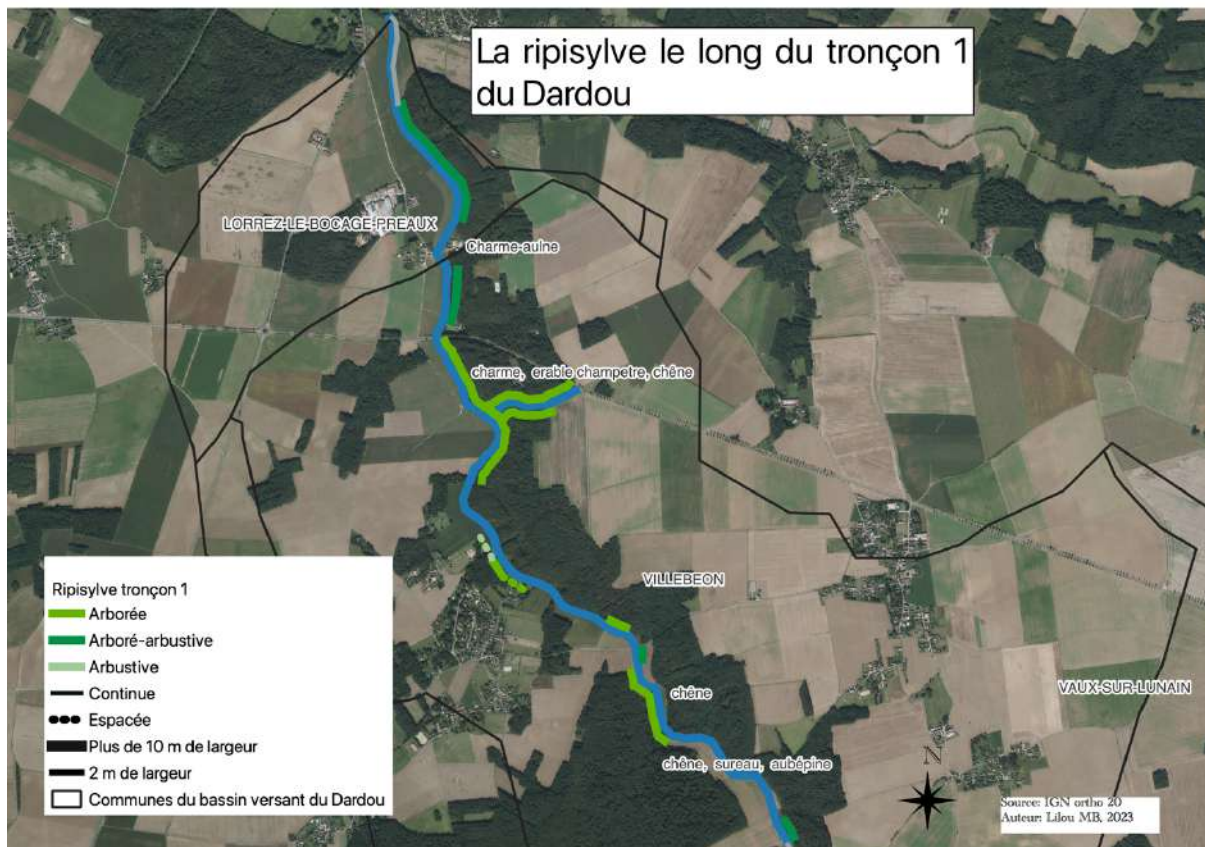 La ripisylve le long du tronçon 1
du Dardou
LORREZ-LE-BOCAGE-PREAUX
Charme-aulne
charme, erable champetre, chêne
VILLEBEON
chêne
VAUX-SUR-LUNAIN
chêne, sureau, aubépine
Ripisylve tronçon 1
Arborée
Arboré-arbustive
Arbustive
Continue
Espacée
Plus de 10 m de largeur
2 m de largeur
Communes du bassin versant du Dardou
N
Source: IGN ortho 20
Auteur: Lilou MB, 2023